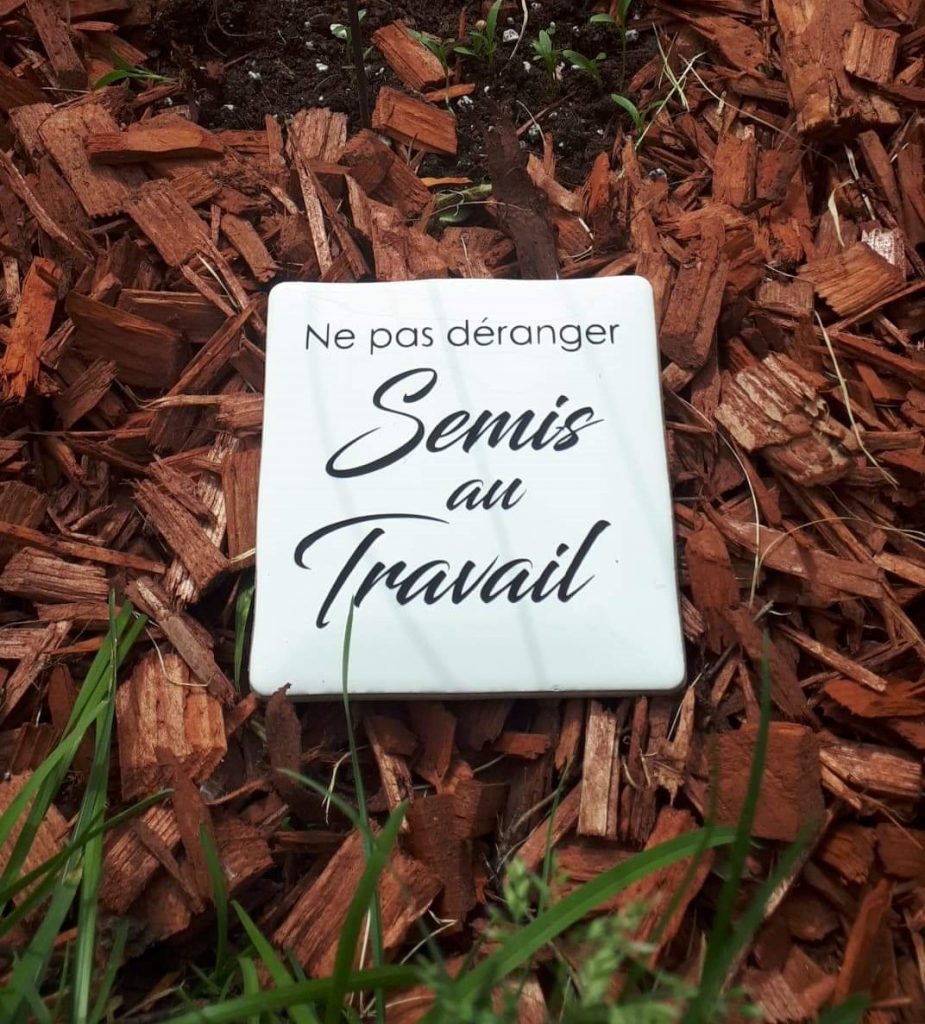 Ne pas déranger
Semis
au
Travail